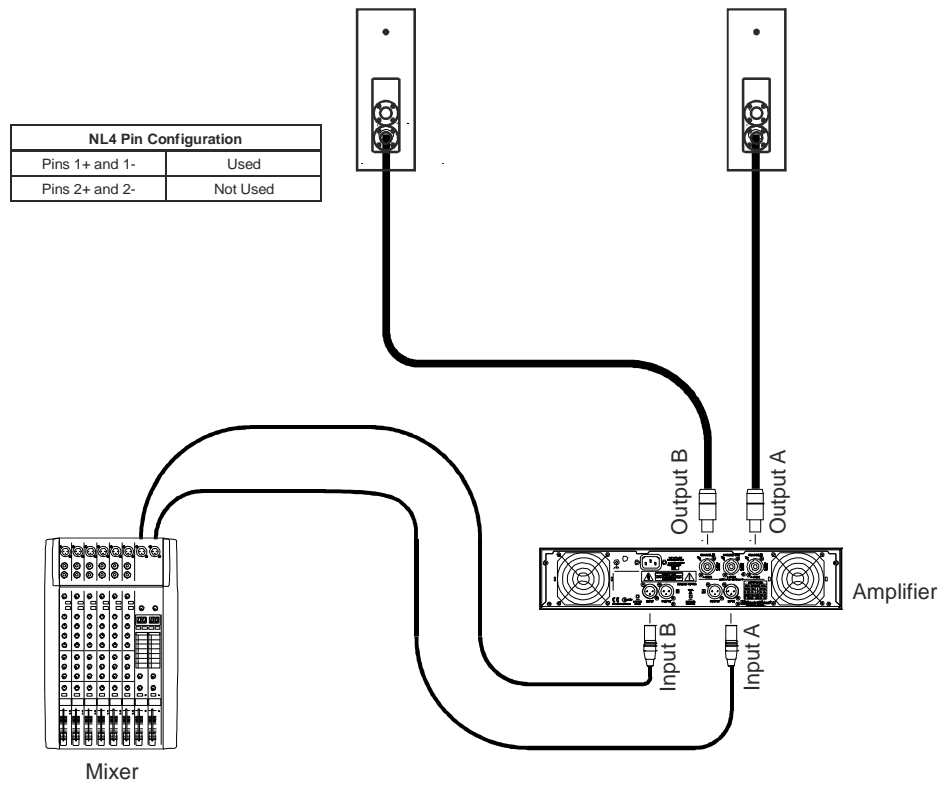 NL4 Pin Configuration
Pins 1+ and 1- Used
Pins 2+ and 2- Not Used
Output B
Output A
Amplifier
Input B
Input A
Mixer